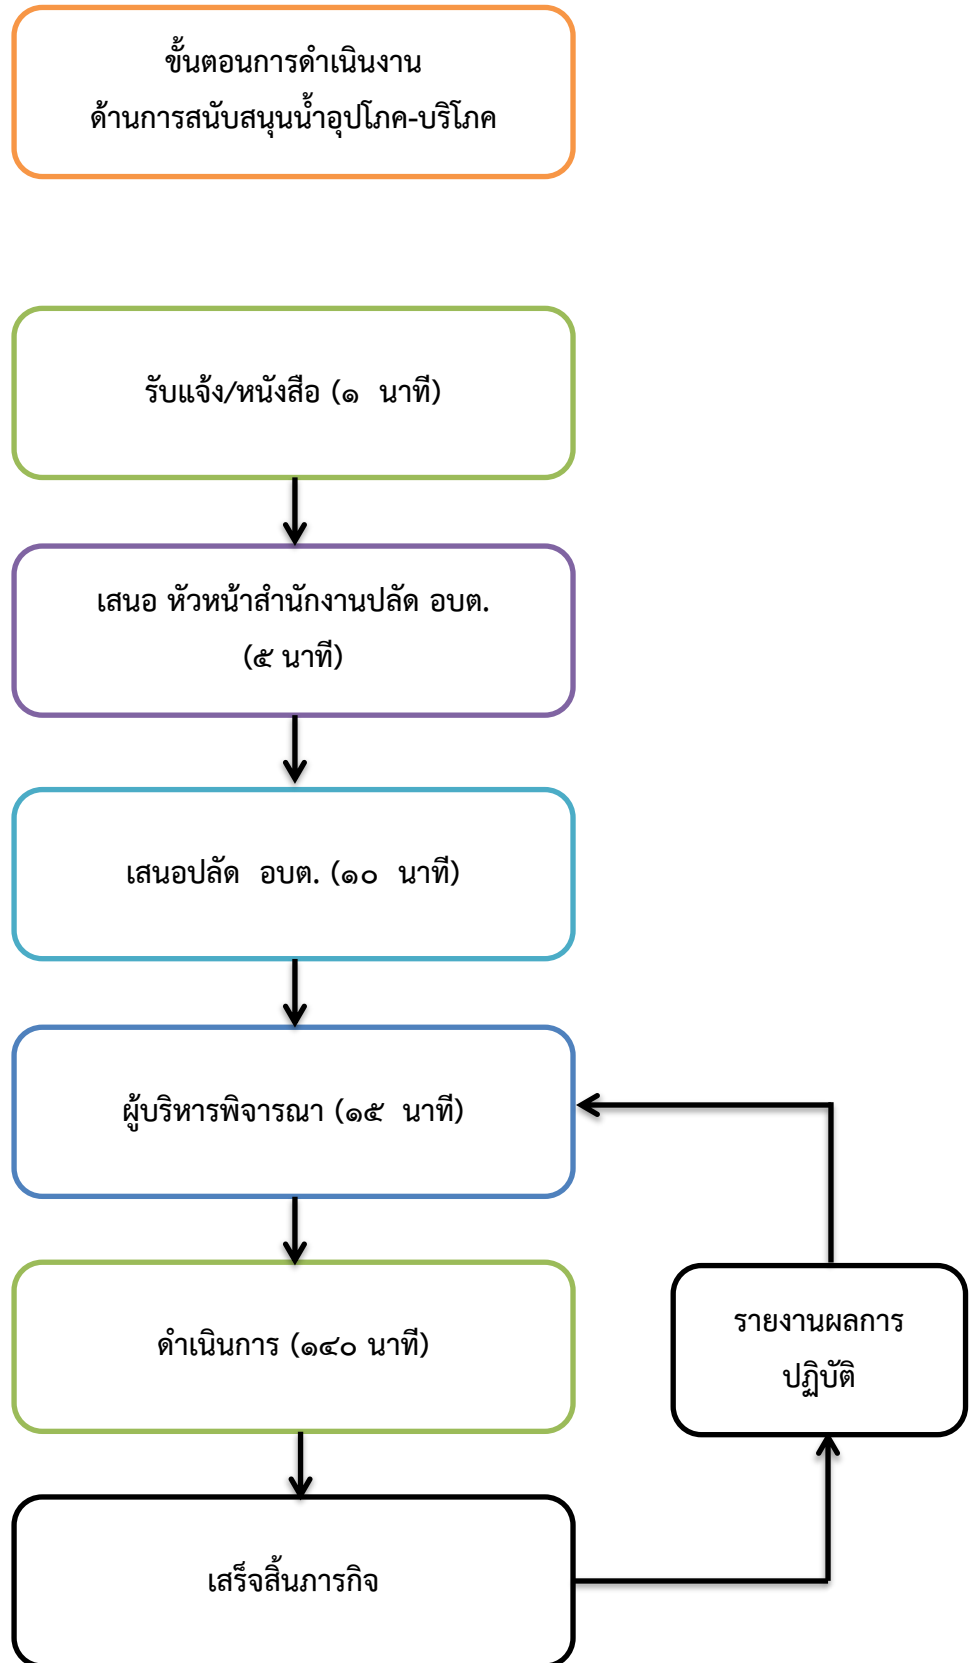 ขั้นตอนการดำเนินงาน
ด้านการสนับสนุนน้ำอุปโภค-บริโภค
รับแจ้ง/หนังสือ (๑ นาที)
เสนอ หัวหน้าสำนักงานปลัด อบต.
(๕ นาที)
เสนอปลัด อบต. (๑๐ นาที)
ผู้บริหารพิจารณา (๑๕ นาที)
ดำเนินการ (๑๔๐ นาที)
รายงานผลการ
ปฏิบัติ
เสร็จสิ้นภารกิจ